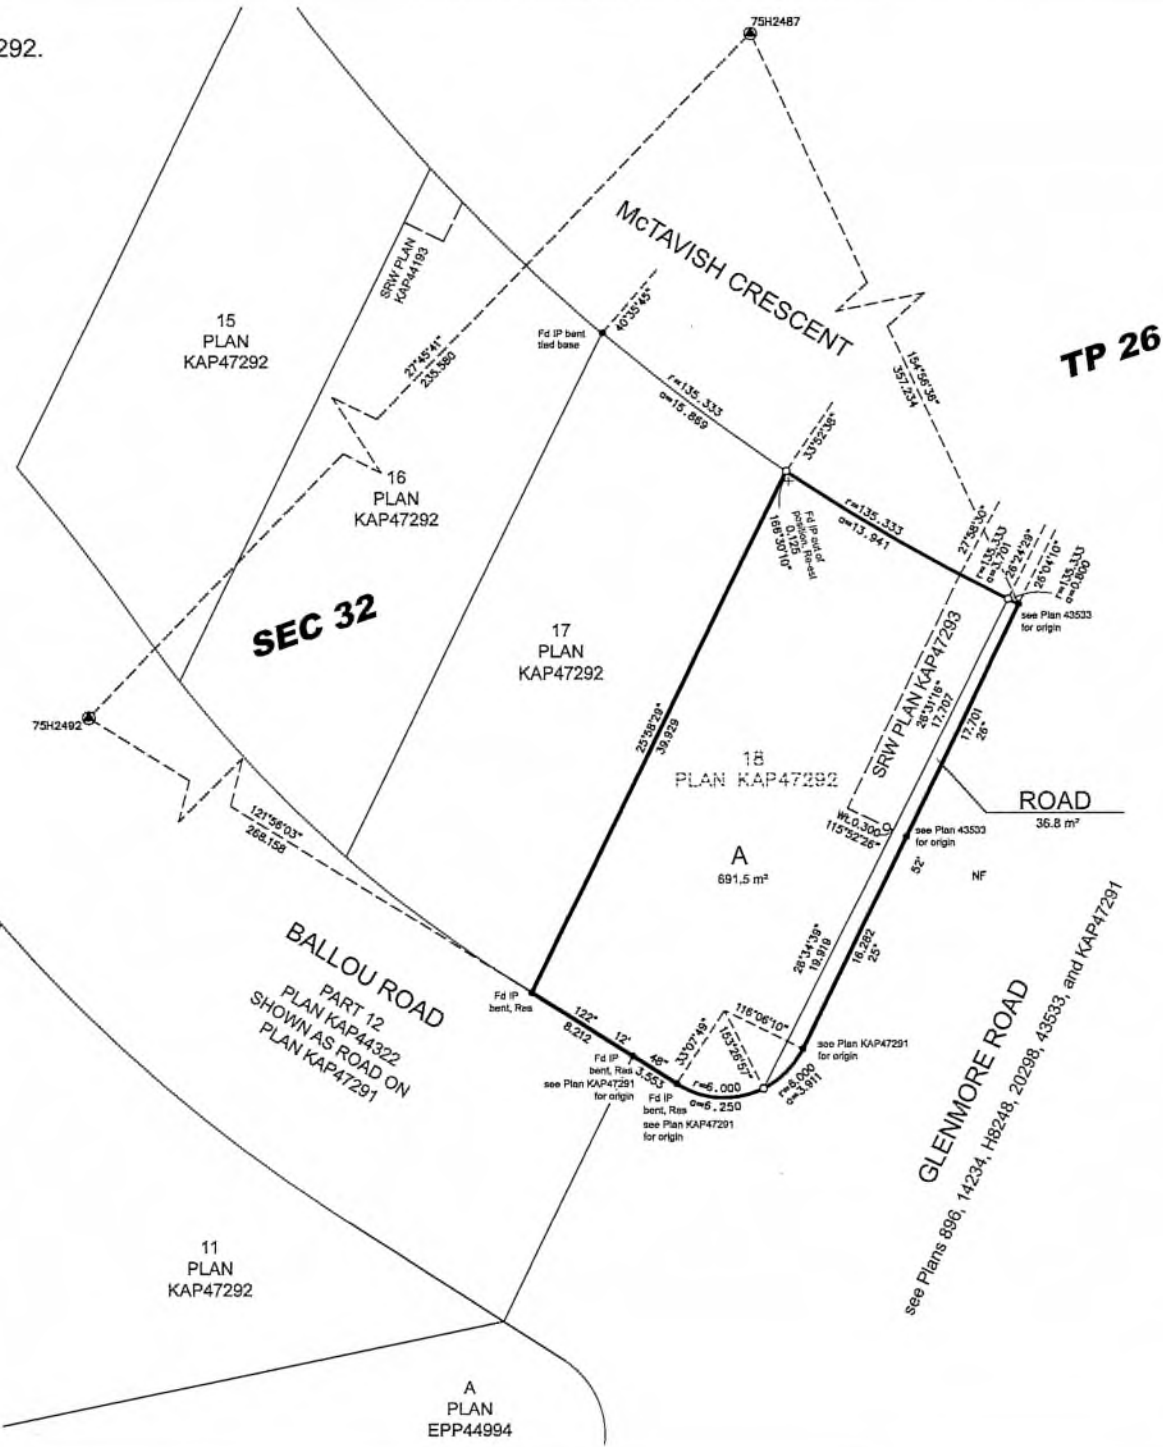 292.
75H2487
McTAVISH CRESCENT
TP 26
SRW PLAN
KAP44193
15
PLAN
KAP47292
Fd IP bent
tied base
40°35'45"
27°45'41"
235.580
r=135.333
a=15.869
154°56'36"
357.234
33°52'38"
16
PLAN
KAP47292
r=135.333
a=13.941
Fd IP out of
position, Re-est
0.125
166°30'10"
27°58'30"
r=135.333
a=3.701
26°24'29"
26°04'10"
r=135.333
a=0.800
see Plan 43533
for origin
SEC 32
17
PLAN
KAP47292
SRW PLAN KAP47293
26°31'16"
17.707
17.701
26"
75H2492
25°58'29"
39.929
18
PLAN KAP47292
ROAD
36.8 m²
121°56'03"
268.158
Wt.0.300
115°52'26"
see Plan 43533
for origin
A
691.5 m²
52'
NF
BALLOU ROAD
PART 12
PLAN KAP44322
SHOWN AS ROAD ON
PLAN KAP47291
28°34'39"
19.919
16.282
25°
Fd IP
bent, Res
122°
8.212
12'
48"
3.553
33°07'49"
116°06'10"
153°26'57"
see Plan KAP47291
for origin
Fd IP
bent, Res
see Plan KAP47291
for origin
Fd IP
bent, Res
see Plan KAP47291
for origin
r=6.000
a=6.250
r=6.000
a=3.911
GLENMORE ROAD
see Plans 896, 14234, H8248, 20298, 43533, and KAP47291
11
PLAN
KAP47292
A
PLAN
EPP44994